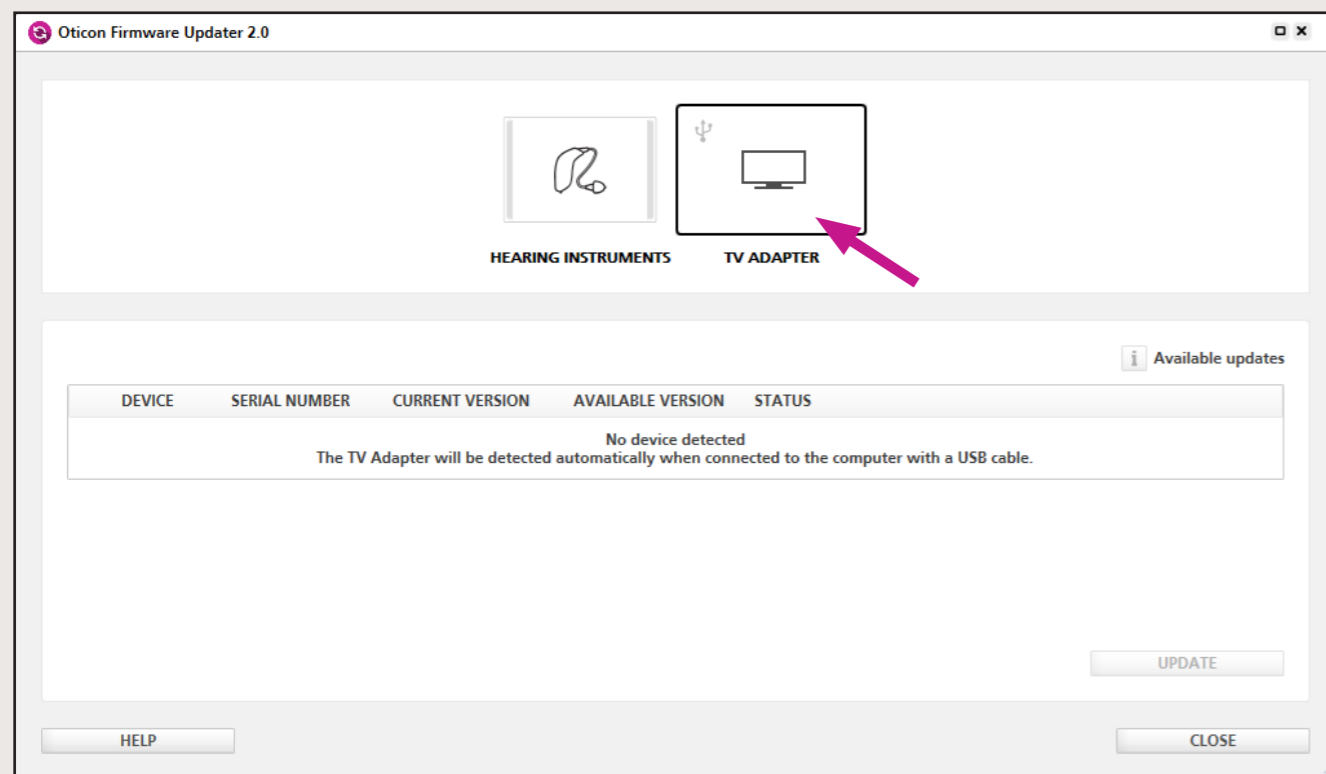 Oticon Firmware Updater 2.0
HEARING INSTRUMENTS
TV ADAPTER
i Available updates
DEVICE SERIAL NUMBER CURRENT VERSION AVAILABLE VERSION STATUS
No device detected
The TV Adapter will be detected automatically when connected to the computer with a USB cable.
UPDATE
HELP
CLOSE